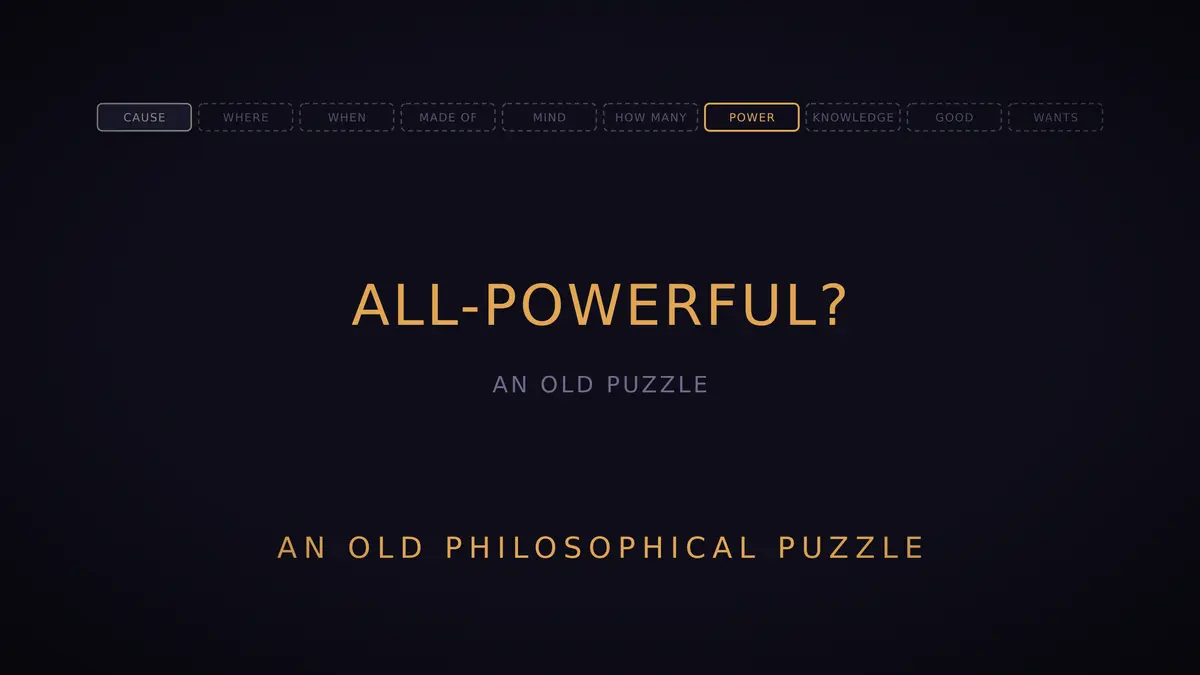 CAUSE WHERE WHEN MADE OF MIND HOW MANY POWER KNOWLEDGE GOOD WANTS
ALL-POWERFUL?
AN OLD PUZZLE
AN OLD PHILOSOPHICAL PUZZLE